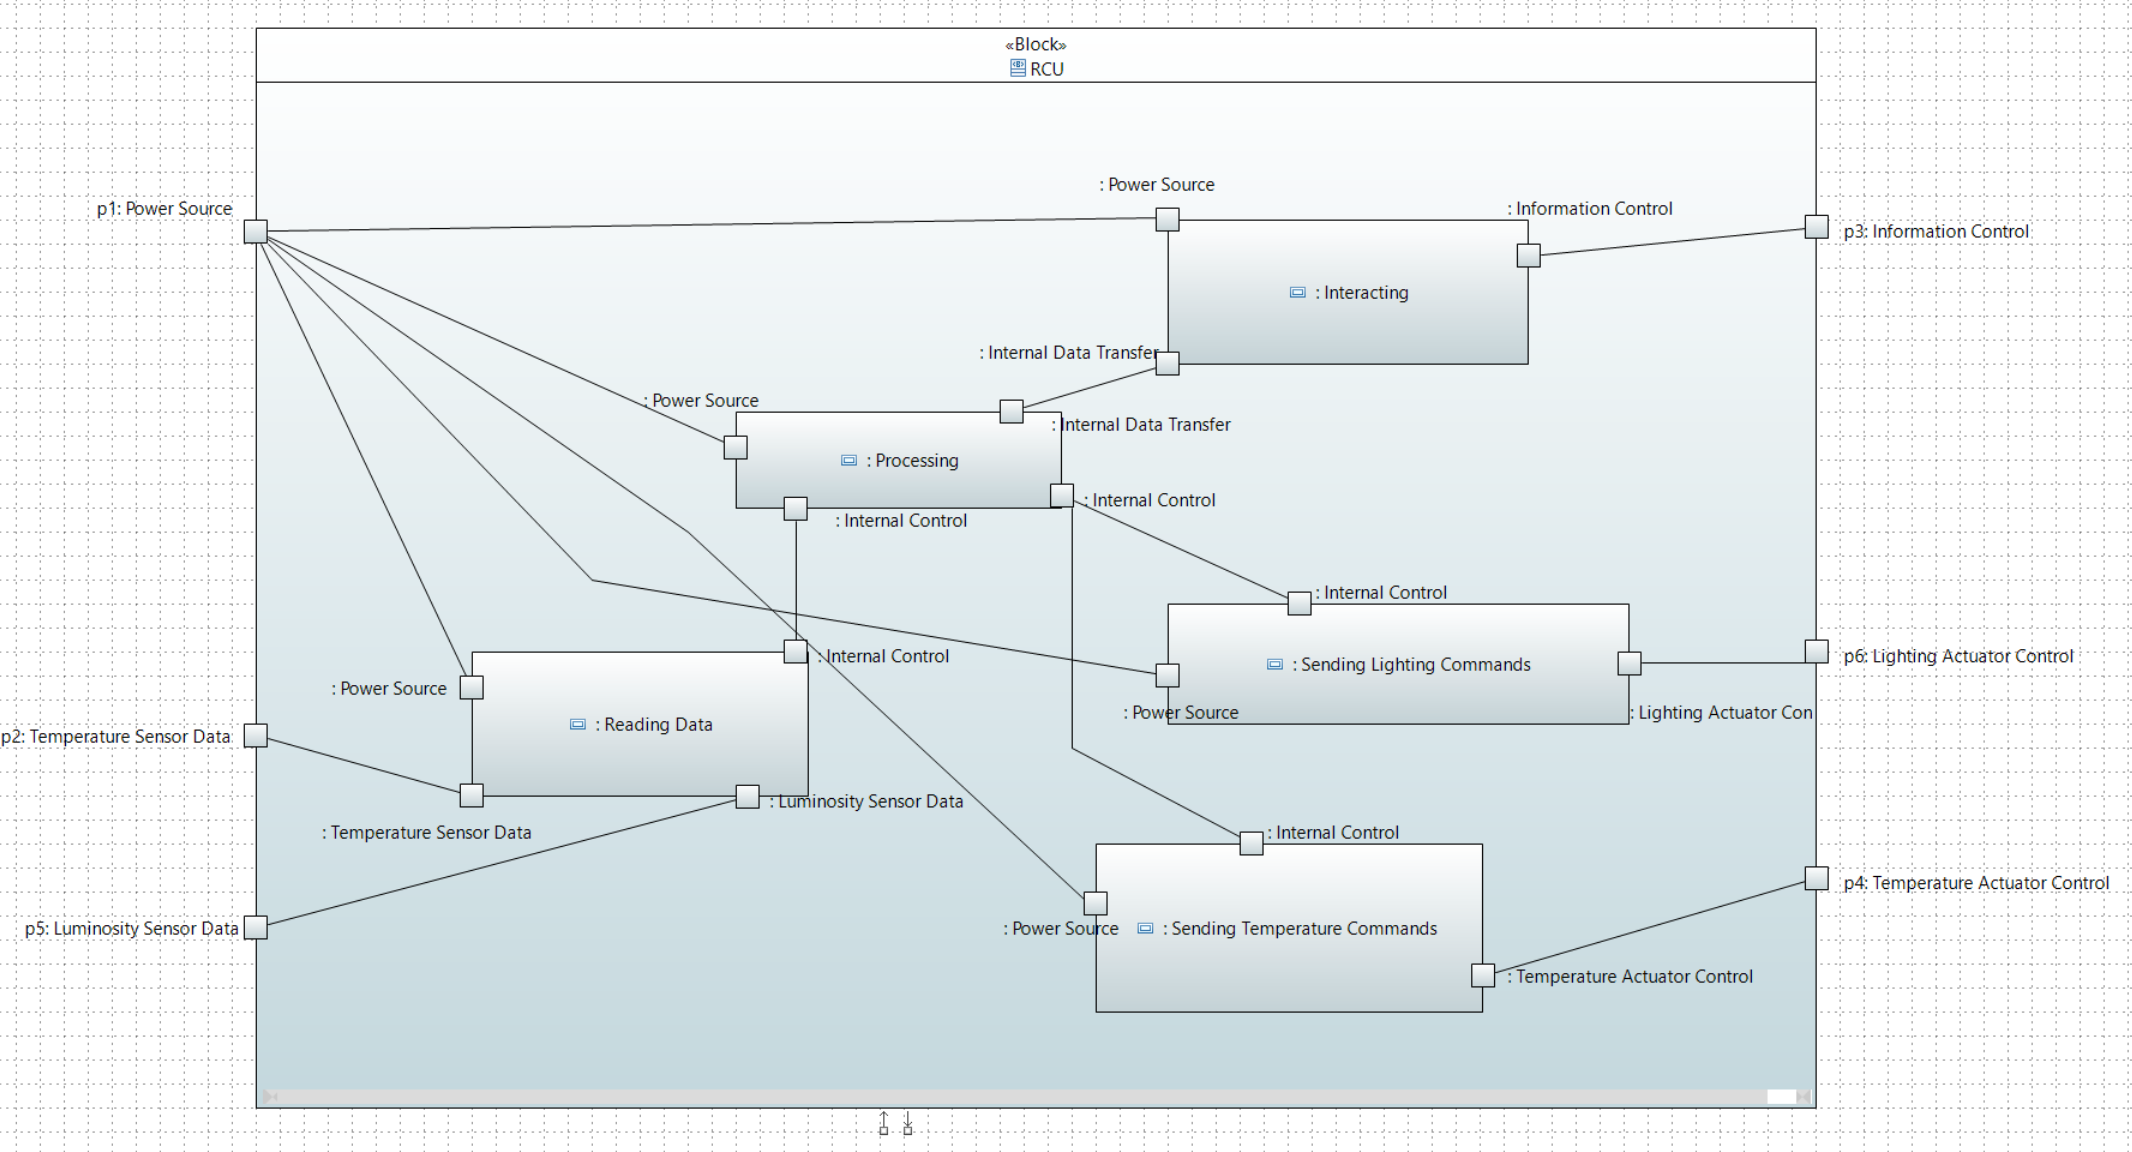 «Block»
RCU
: Power Source
p1: Power Source
: Information Control
p3: Information Control
: Interacting
: Internal Data Transfer
: Power Source
: Internal Data Transfer
: Processing
: Internal Control
: Internal Control
: Internal Control
: Internal Control
p6: Lighting Actuator Control
: Sending Lighting Commands
: Power Source
: Power Source
: Lighting Actuator Con
: Reading Data
p2: Temperature Sensor Data
: Luminosity Sensor Data
: Temperature Sensor Data
: Internal Control
p4: Temperature Actuator Control
p5: Luminosity Sensor Data
: Power Source
: Sending Temperature Commands
: Temperature Actuator Control